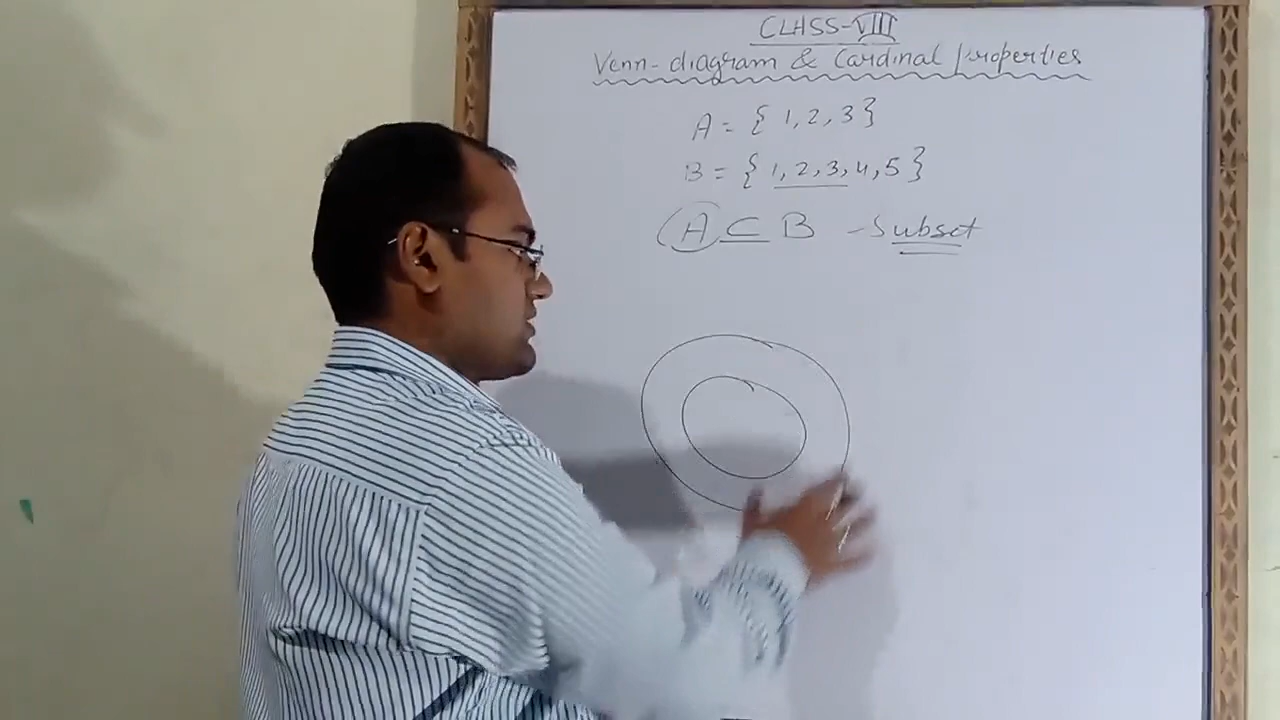 CLASS-VIII
Venn-diagram & Cardinal Properties
A = { 1, 2, 3 }
B = { 1, 2, 3, 4, 5 }
A ⊆ B - Subset